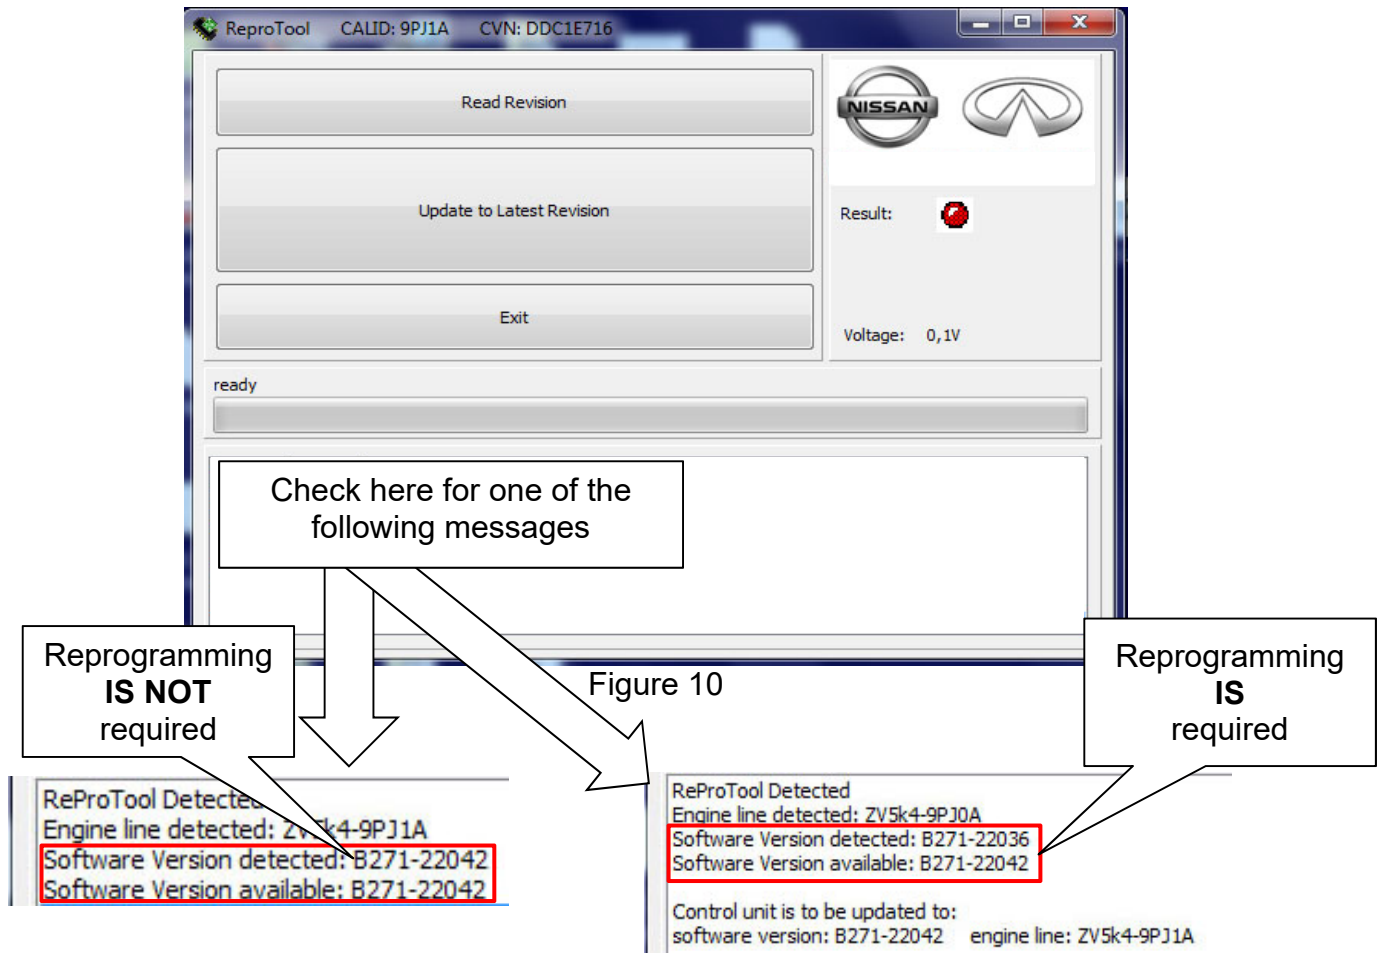 ReproTool CALID: 9PJ1A CVN: DDC1E716
Read Revision
NISSAN
Update to Latest Revision
Result:
Exit
Voltage: 0,1V
ready
Check here for one of the
following messages
Reprogramming
IS NOT
required
Figure 10
Reprogramming
IS
required
ReProTool Detected
Engine line detected: ZV5k4-9PJ1A
Software Version detected: B271-22042
Software Version available: B271-22042
ReProTool Detected
Engine line detected: ZV5k4-9PJ0A
Software Version detected: B271-22036
Software Version available: B271-22042
Control unit is to be updated to:
software version: B271-22042 engine line: ZV5k4-9PJ1A